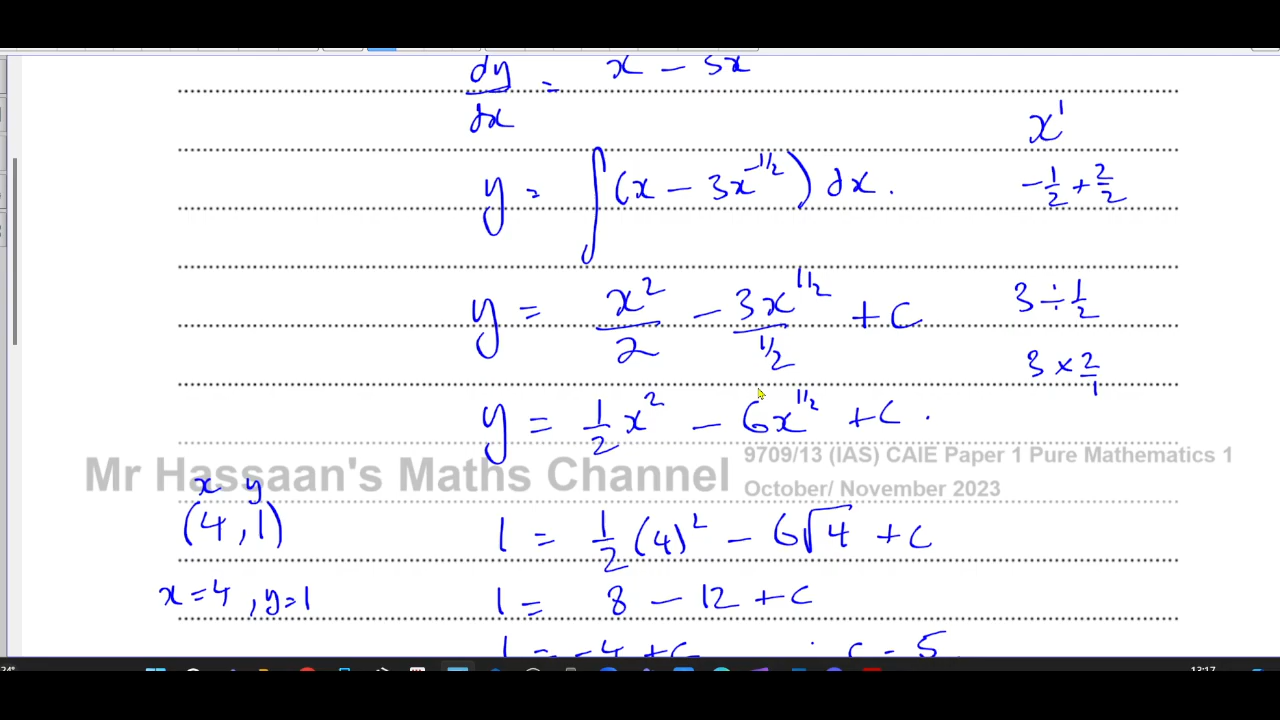 dy/dx = x - 3x
x¹
y = ∫(x - 3x^-1/2) dx.
-1/2 + 2/2
y = x²/2 - 3x^1/2 / 1/2 + c
3 ÷ 1/2
3 × 2/1
y = 1/2 x² - 6x^1/2 + c.
Mr Hassaan's Maths Channel
9709/13 (IAS) CAIE Paper 1 Pure Mathematics 1
October/ November 2023
x y
(4, 1)
1 = 1/2 (4)² - 6√4 + c
x = 4, y = 1
1 = 8 - 12 + c
1 = -4 + c c = 5
13:17